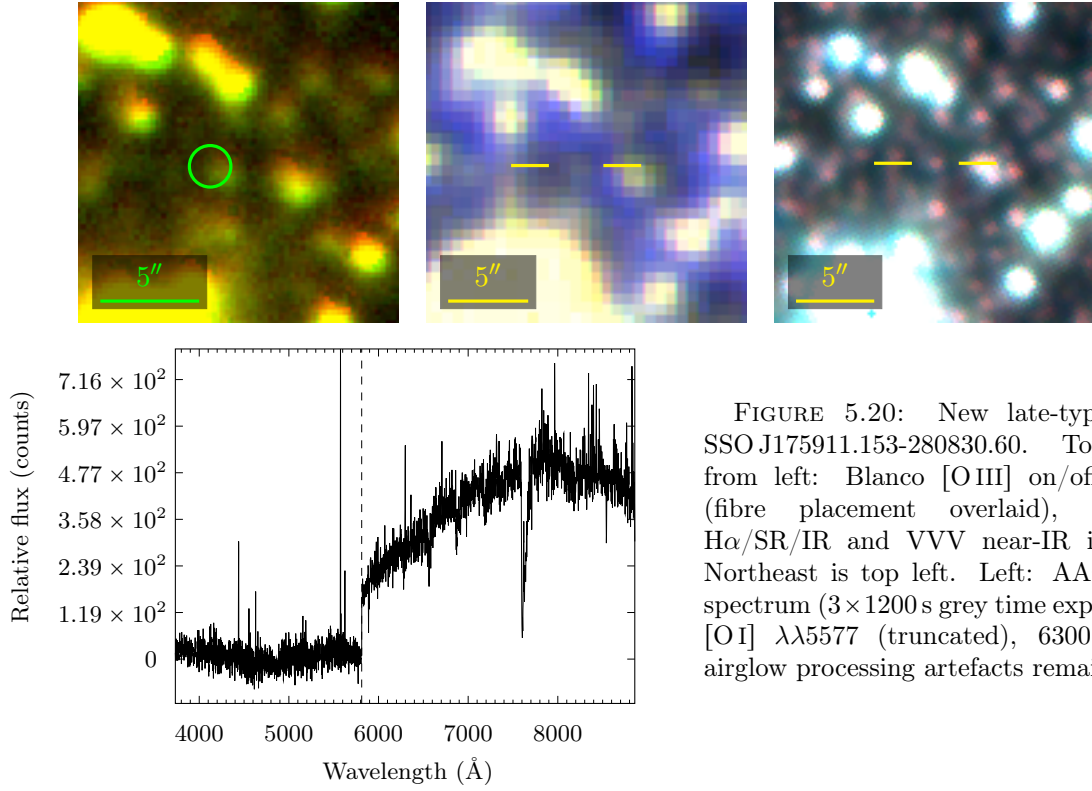 5″
5″
5″
7.16 × 10²
5.97 × 10²
4.77 × 10²
3.58 × 10²
2.39 × 10²
1.19 × 10²
0
Relative flux (counts)
4000 5000 6000 7000 8000
Wavelength (Å)
FIGURE 5.20: New late-typ
SSO J175911.153-280830.60. To
from left: Blanco [O III] on/of
(fibre placement overlaid),
Hα/SR/IR and VVV near-IR i
Northeast is top left. Left: AA
spectrum (3×1200 s grey time exp
[O I] λλ5577 (truncated), 6300
airglow processing artefacts rema